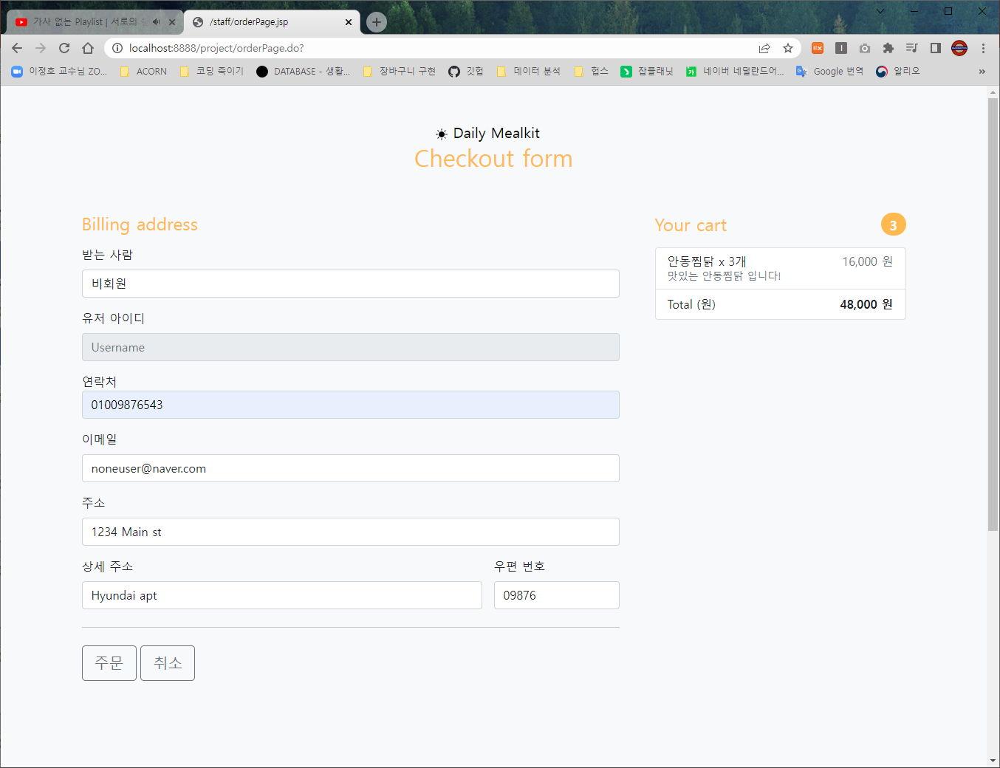 가사 없는 Playlist | 서로의
/staff/orderPage.jsp
localhost:8888/project/orderPage.do?
이정호 교수님 ZO...
ACORN
코딩 죽이기
DATABASE - 생활...
장바구니 구현
깃헙
데이터 분석
헙스
잡플래닛
네이버 네덜란드어...
Google 번역
알리오
»
Daily Mealkit
Checkout form
Billing address
받는 사람
비회원
유저 아이디
Username
연락처
01009876543
이메일
noneuser@naver.com
주소
1234 Main st
상세 주소
우편 번호
Hyundai apt
09876
주문
취소
Your cart
3
안동찜닭 x 3개
16,000 원
맛있는 안동찜닭 입니다!
Total (원)
48,000 원